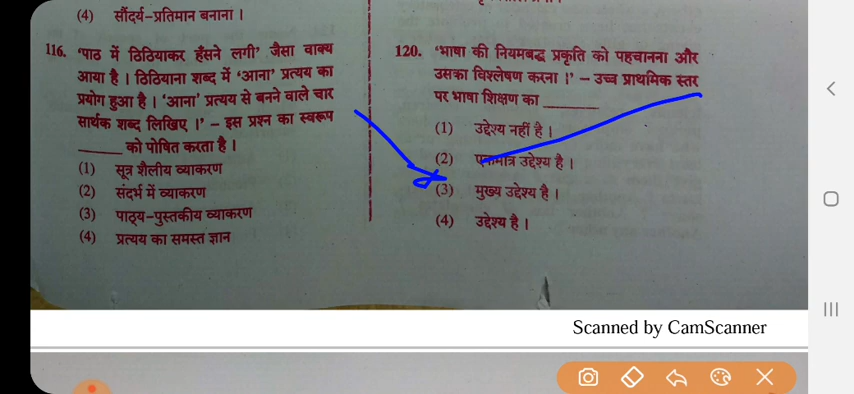 (4) सौंदर्य-प्रतिमान बनाना ।
116. 'पाठ में ठिठियाकर हँसने लगी' जैसा वाक्य
आया है । ठिठियाना शब्द में 'आना' प्रत्यय का
प्रयोग हुआ है । 'आना' प्रत्यय से बनने वाले चार
सार्थक शब्द लिखिए ।' – इस प्रश्न का स्वरूप
______ को पोषित करता है ।
(1) सूत्र शैलीय व्याकरण
(2) संदर्भ में व्याकरण
(3) पाठ्य-पुस्तकीय व्याकरण
(4) प्रत्यय का समस्त ज्ञान
120. 'भाषा की नियमबद्ध प्रकृति को पहचानना और
उसका विश्लेषण करना ।' – उच्च प्राथमिक स्तर
पर भाषा शिक्षण का ______
(1) उद्देश्य नहीं है ।
(2) एकमात्र उद्देश्य है ।
(3) मुख्य उद्देश्य है ।
(4) उद्देश्य है ।
Scanned by CamScanner